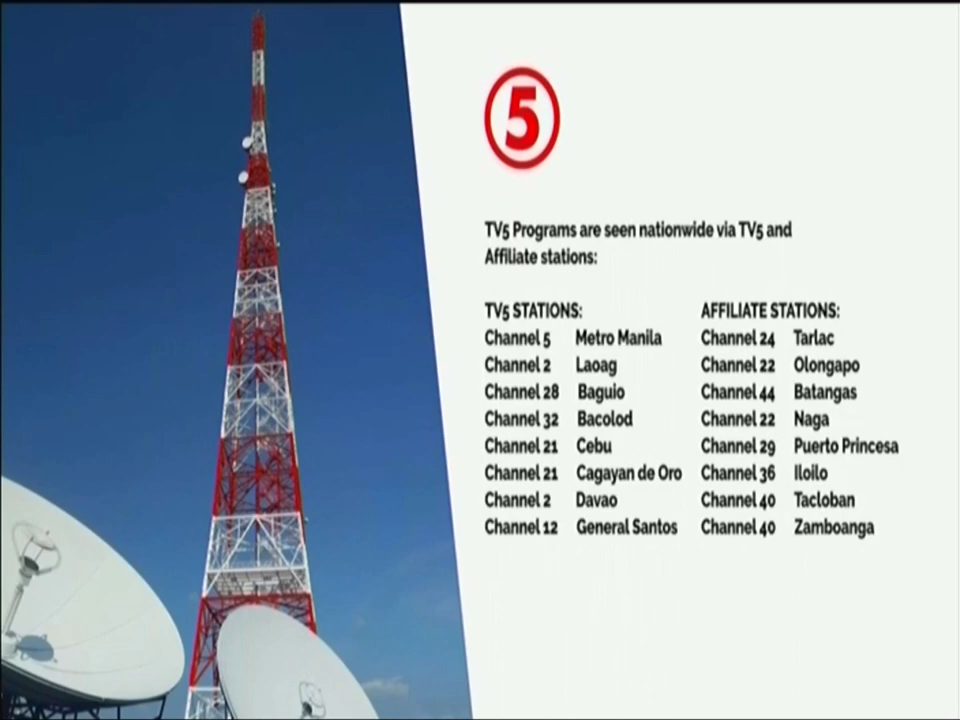 5
TV5 Programs are seen nationwide via TV5 and
Affiliate stations:
TV5 STATIONS:
Channel 5 Metro Manila
Channel 2 Laoag
Channel 28 Baguio
Channel 32 Bacolod
Channel 21 Cebu
Channel 21 Cagayan de Oro
Channel 2 Davao
Channel 12 General Santos
AFFILIATE STATIONS:
Channel 24 Tarlac
Channel 22 Olongapo
Channel 44 Batangas
Channel 22 Naga
Channel 29 Puerto Princesa
Channel 36 Iloilo
Channel 40 Tacloban
Channel 40 Zamboanga